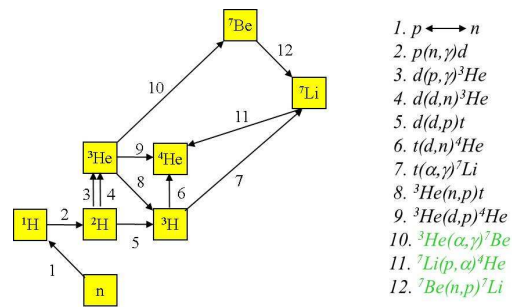 ⁷Be
12
⁷Li
10
11
³He
9
⁴He
8
7
3
4
6
¹H
2
²H
5
³H
1
n
1. p ⟷ n
2. p(n,γ)d
3. d(p,γ)³He
4. d(d,n)³He
5. d(d,p)t
6. t(d,n)⁴He
7. t(α,γ)⁷Li
8. ³He(n,p)t
9. ³He(d,p)⁴He
10. ³He(α,γ)⁷Be
11. ⁷Li(p,α)⁴He
12. ⁷Be(n,p)⁷Li